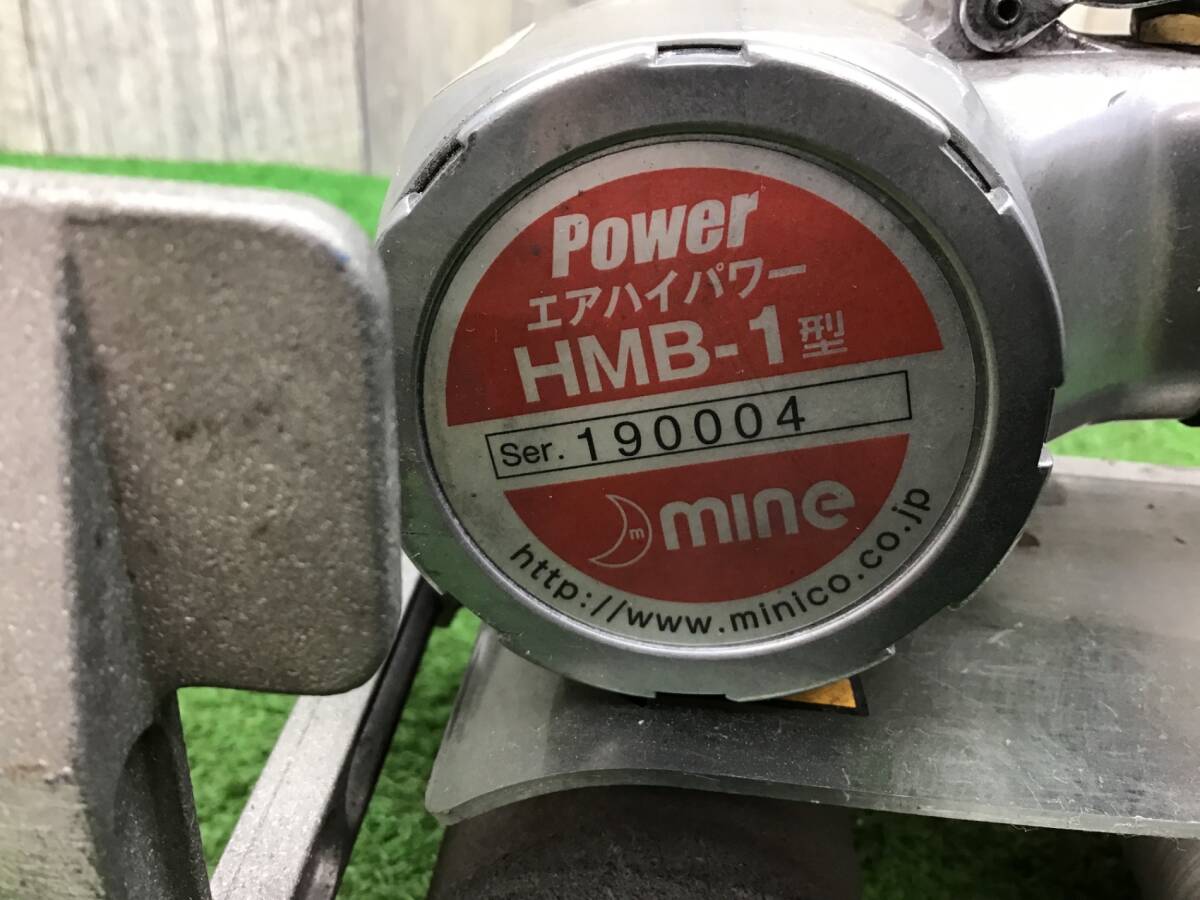 Power
エアハイパワー
HMB-1型
Ser. 190004
m mine
http://www.minico.co.jp